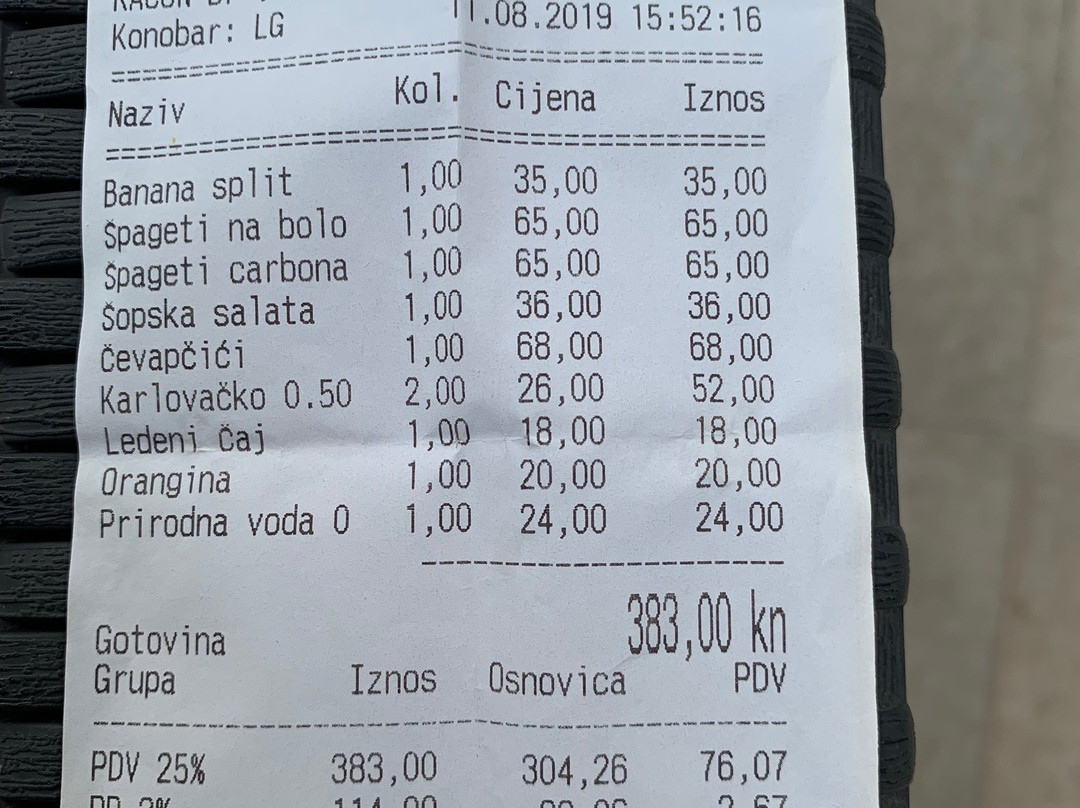 Konobar: LG 11.08.2019 15:52:16
Naziv Kol. Cijena Iznos
Banana split 1,00 35,00 35,00
Špageti na bolo 1,00 65,00 65,00
Špageti carbona 1,00 65,00 65,00
Šopska salata 1,00 36,00 36,00
Čevapčići 1,00 68,00 68,00
Karlovačko 0.50 2,00 26,00 52,00
Ledeni čaj 1,00 18,00 18,00
Orangina 1,00 20,00 20,00
Prirodna voda 0 1,00 24,00 24,00
Gotovina 383,00 kn
Grupa Iznos Osnovica PDV
PDV 25% 383,00 304,26 76,07